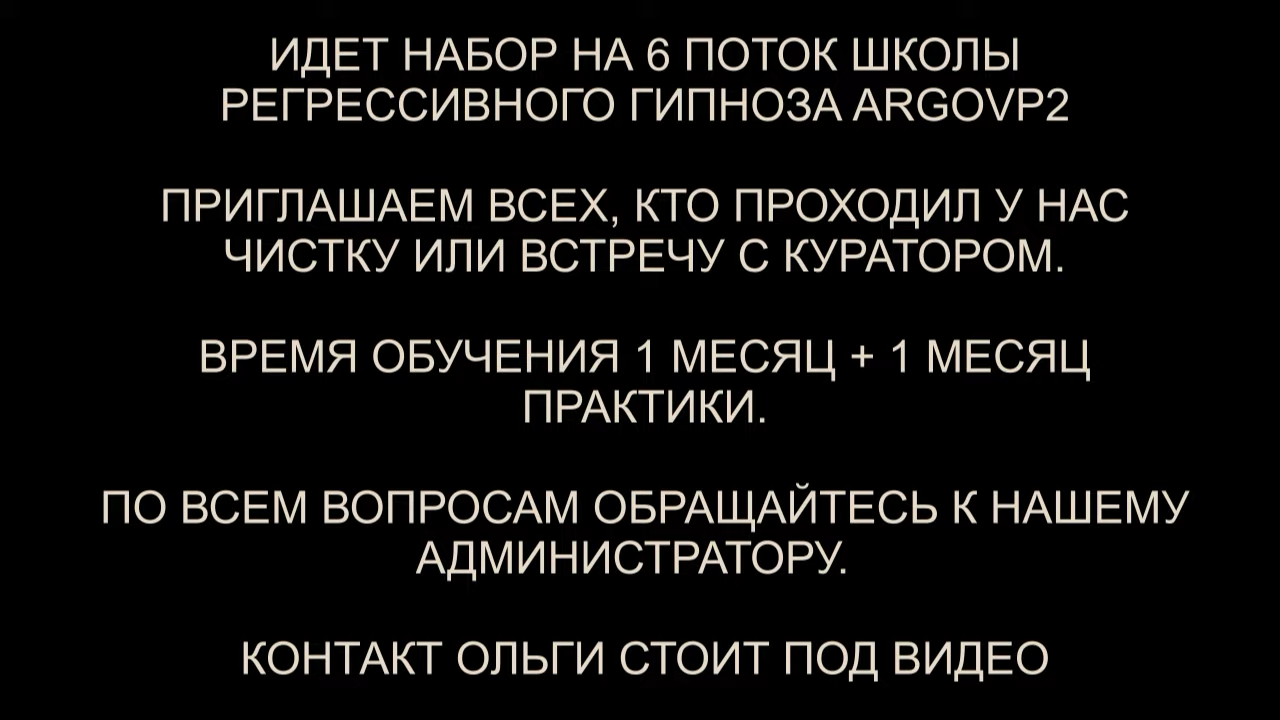 ИДЕТ НАБОР НА 6 ПОТОК ШКОЛЫ
РЕГРЕССИВНОГО ГИПНОЗА ARGOVP2
ПРИГЛАШАЕМ ВСЕХ, КТО ПРОХОДИЛ У НАС
ЧИСТКУ ИЛИ ВСТРЕЧУ С КУРАТОРОМ.
ВРЕМЯ ОБУЧЕНИЯ 1 МЕСЯЦ + 1 МЕСЯЦ
ПРАКТИКИ.
ПО ВСЕМ ВОПРОСАМ ОБРАЩАЙТЕСЬ К НАШЕМУ
АДМИНИСТРАТОРУ.
КОНТАКТ ОЛЬГИ СТОИТ ПОД ВИДЕО